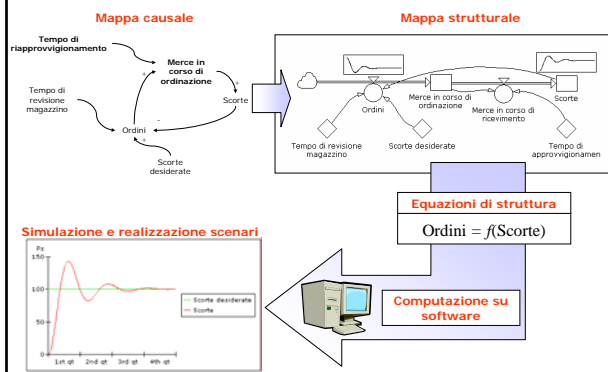 Mappa causale
Tempo di
riapprovvigionamento
Merce in
corso di
ordinazione
Tempo di
revisione
magazzino
Scorte
Ordini
Scorte
desiderate
+
+
+
-
Mappa strutturale
Ordini
Merce in corso di
ordinazione
Merce in corso di
ricevimento
Scorte
Tempo di revisione
magazzino
Scorte desiderate
Tempo di
approvvigionamen
Equazioni di struttura
Ordini = f(Scorte)
Computazione su
software
Simulazione e realizzazione scenari
Pz
150
100
50
0
1st qt
2nd qt
3rd qt
4th qt
Scorte desiderate
Scorte